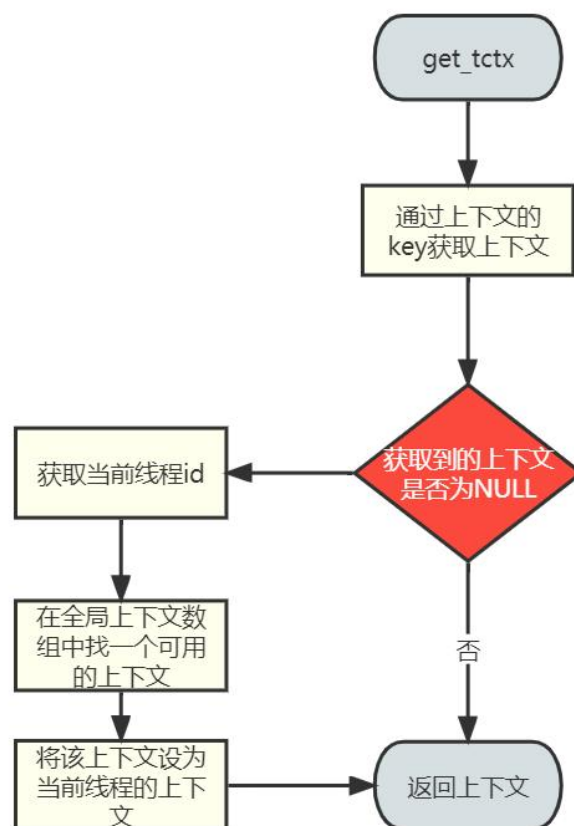 get_tctx
通过上下文的
key获取上下文
获取到的上下文
是否为NULL
获取当前线程id
在全局上下文数
组中找一个可用
的上下文
否
将该上下文设为
当前线程的上下
文
返回上下文